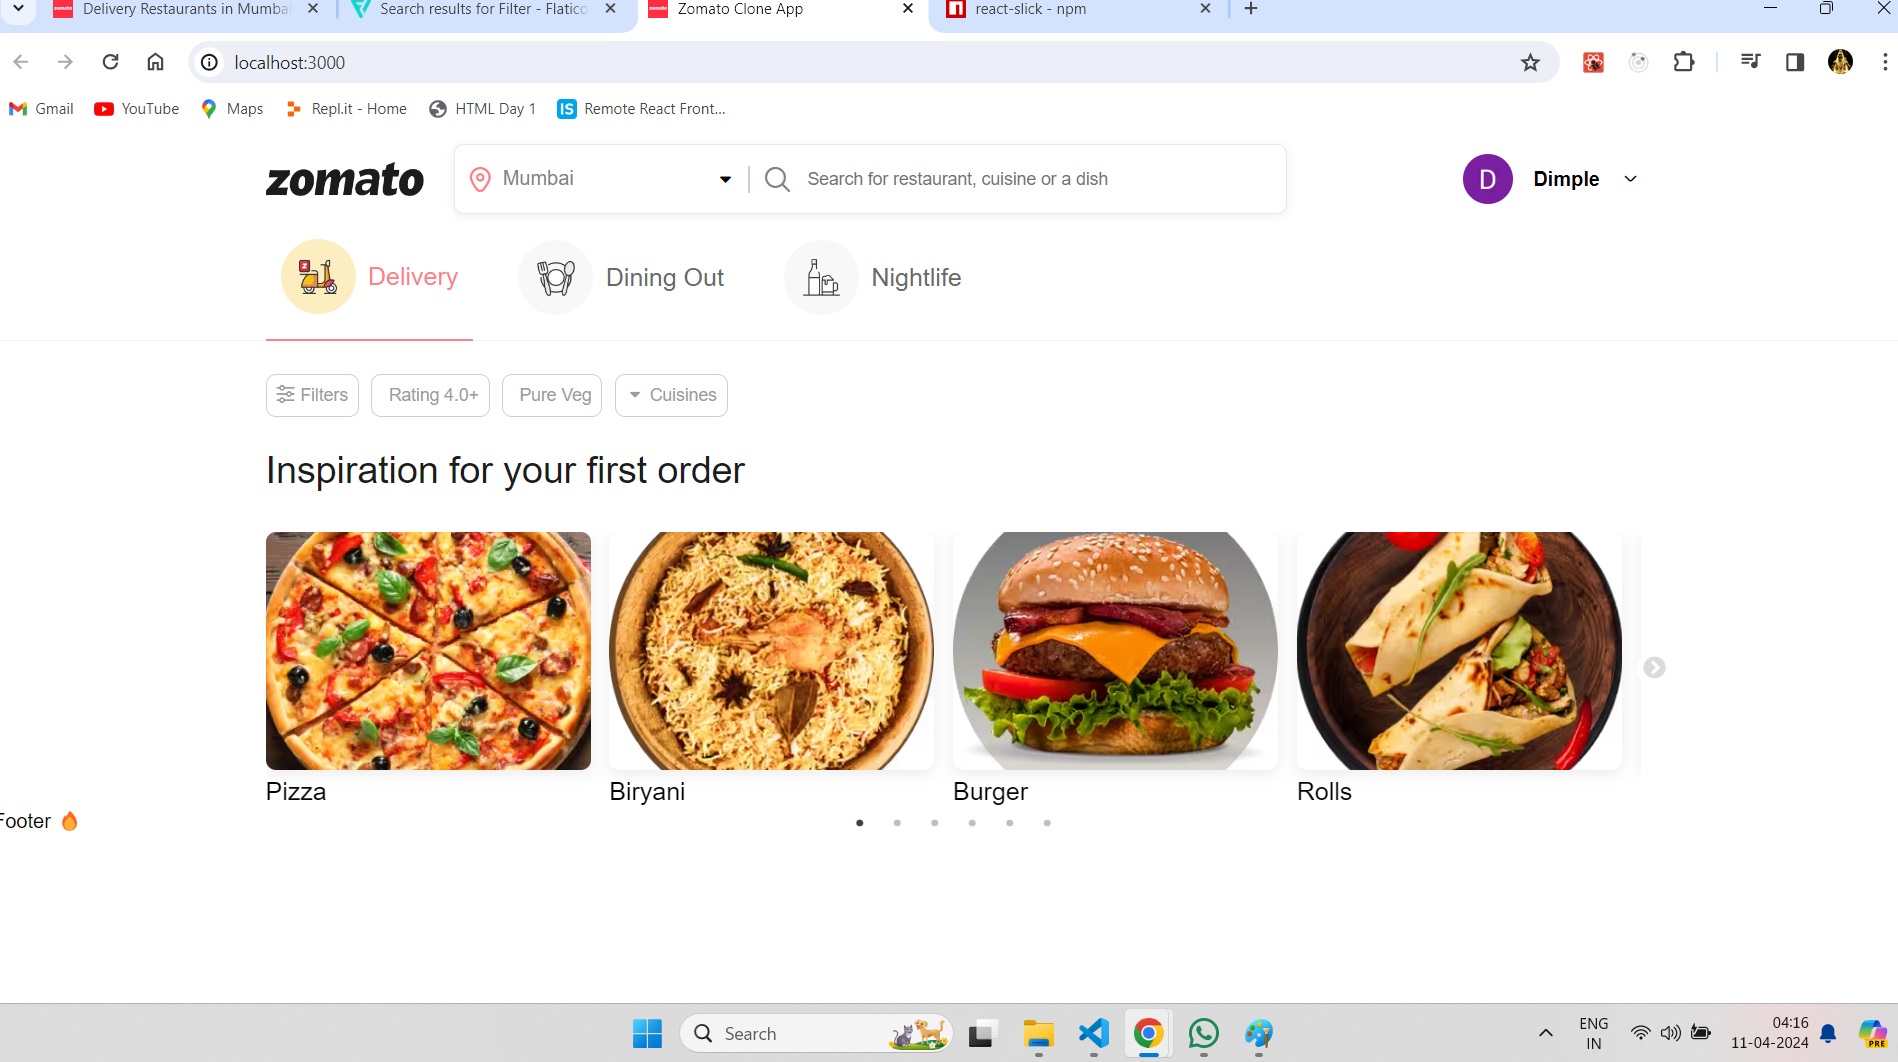 Delivery Restaurants in Mumbai
Search results for Filter - Flatico
Zomato Clone App
react-slick - npm
localhost:3000
Gmail
YouTube
Maps
Repl.it - Home
HTML Day 1
IS
Remote React Front...
zomato
Mumbai
Search for restaurant, cuisine or a dish
D
Dimple
Delivery
Dining Out
Nightlife
Filters
Rating 4.0+
Pure Veg
Cuisines
Inspiration for your first order
Pizza
Biryani
Burger
Rolls
Footer 🔥
Search
ENG
IN
04:16
11-04-2024
PRE